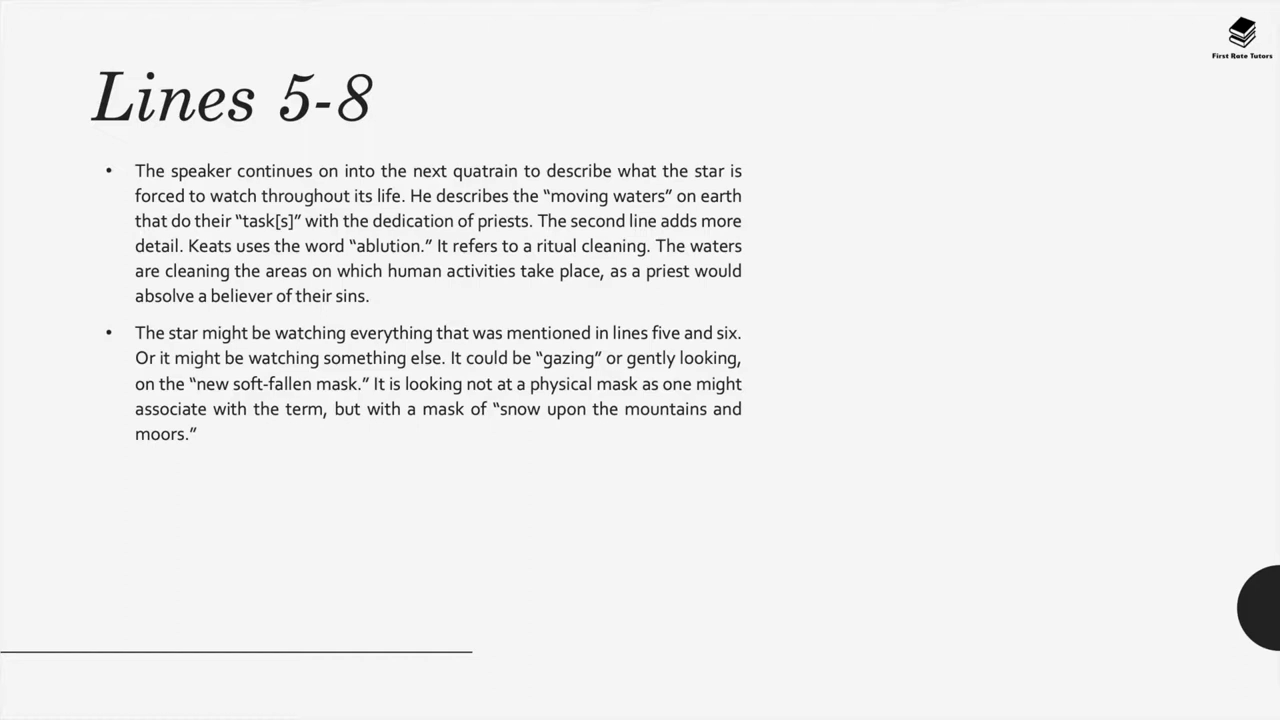 First Rate Tutors
Lines 5-8
• The speaker continues on into the next quatrain to describe what the star is
forced to watch throughout its life. He describes the “moving waters” on earth
that do their “task[s]” with the dedication of priests. The second line adds more
detail. Keats uses the word “ablution.” It refers to a ritual cleaning. The waters
are cleaning the areas on which human activities take place, as a priest would
absolve a believer of their sins.
• The star might be watching everything that was mentioned in lines five and six.
Or it might be watching something else. It could be “gazing” or gently looking,
on the “new soft-fallen mask.” It is looking not at a physical mask as one might
associate with the term, but with a mask of “snow upon the mountains and
moors.”